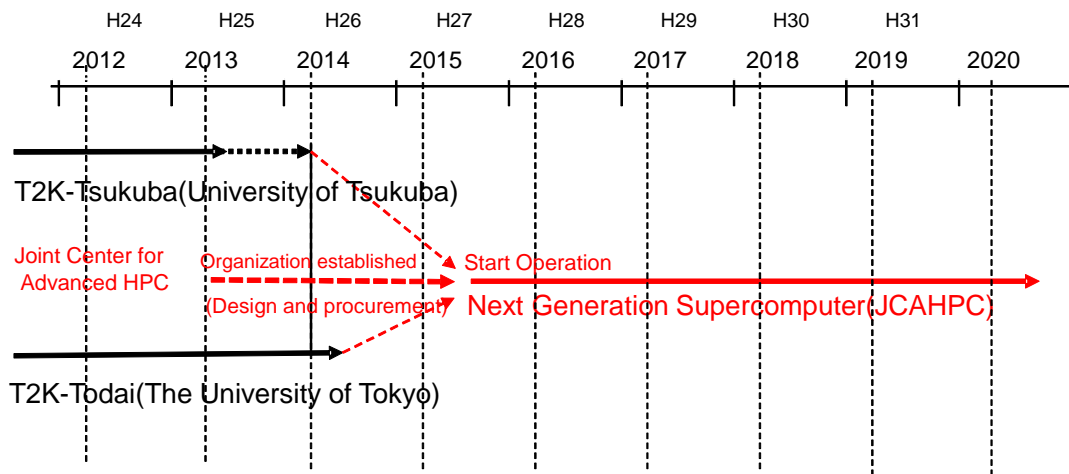 H24 H25 H26 H27 H28 H29 H30 H31
2012 2013 2014 2015 2016 2017 2018 2019 2020
T2K-Tsukuba(University of Tsukuba)
Joint Center for
Advanced HPC
Organization established
(Design and procurement)
Start Operation
Next Generation Supercomputer(JCAHPC)
T2K-Todai(The University of Tokyo)